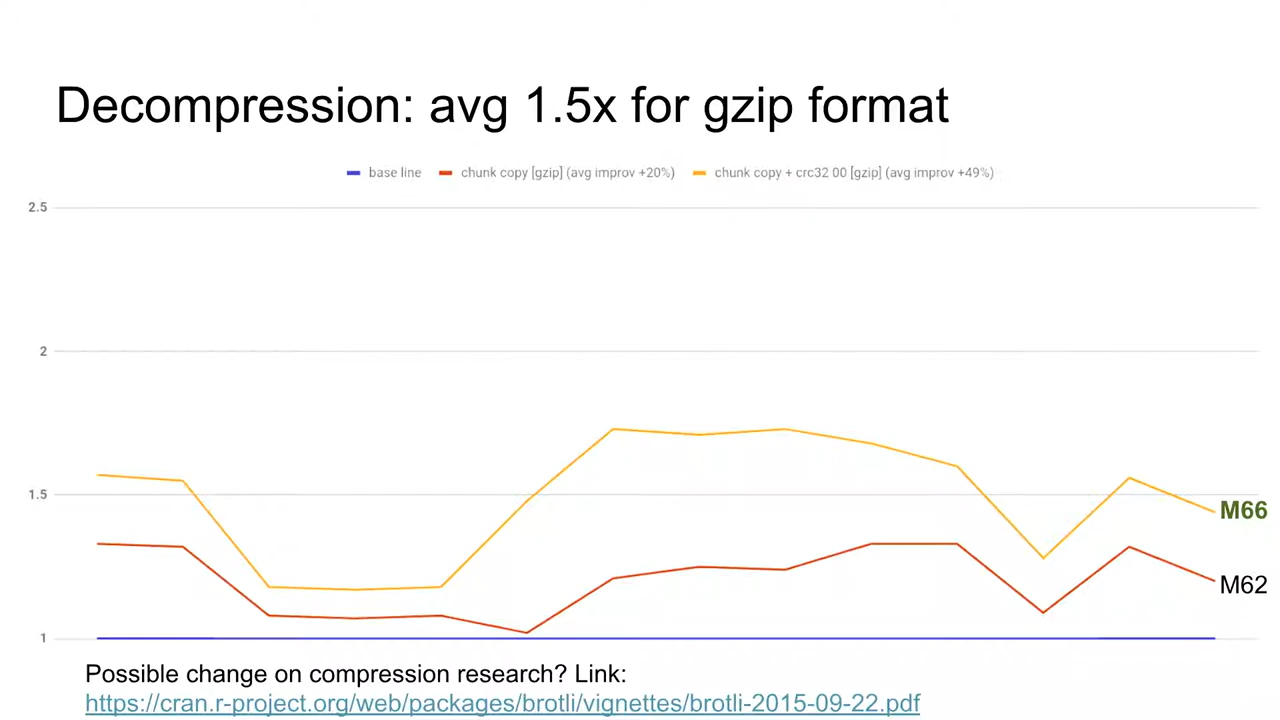 Decompression: avg 1.5x for gzip format
base line chunk copy [gzip] (avg improv +20%) chunk copy + crc32 00 [gzip] (avg improv +49%)
2.5
2
1.5
M66
M62
1
Possible change on compression research? Link:
https://cran.r-project.org/web/packages/brotli/vignettes/brotli-2015-09-22.pdf